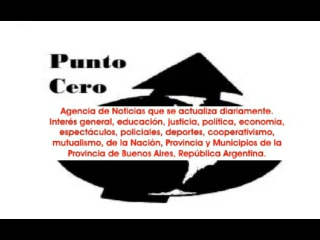 Punto
Cero
Agencia de Noticias que se actualiza diariamente.
Interés general, educación, justicia, política, economía,
espectáculos, policiales, deportes, cooperativismo,
mutualismo, de la Nación, Provincia y Municipios de la
Provincia de Buenos Aires, República Argentina.